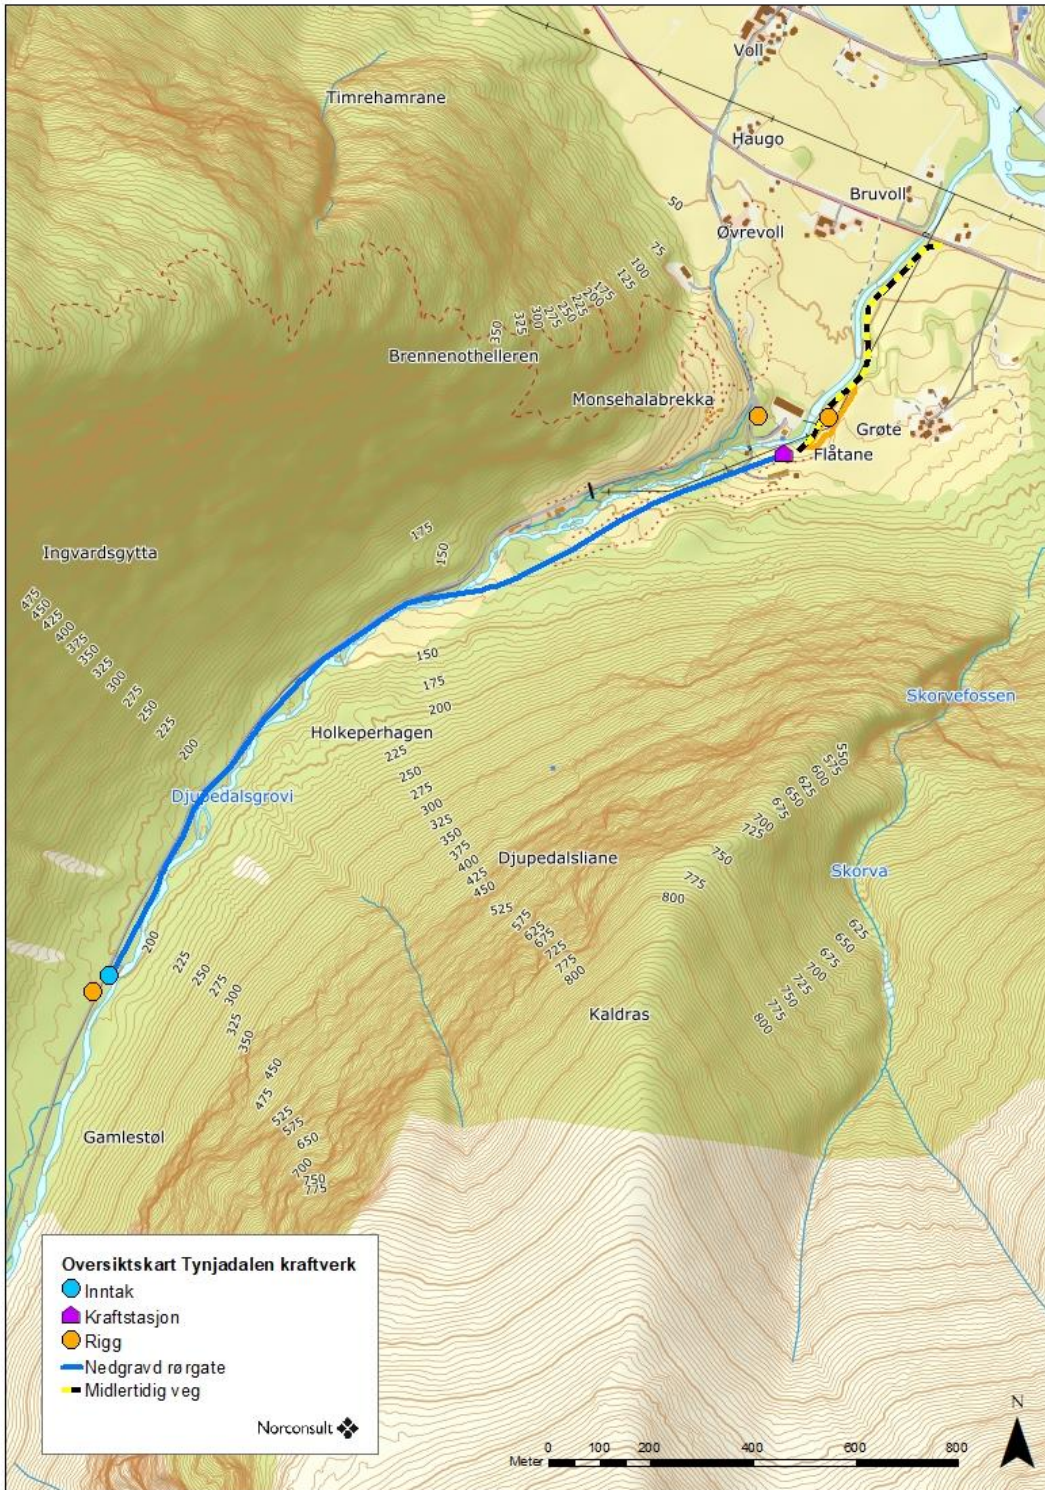 Voll
Timrehamrane
Haugo
Bruvoll
50
Øvrevoll
75
100
125
175
200
225
250
275
300
325
350
Brennenothelleren
Monsehalabrekka
Grøte
Flåtane
175
150
Ingvardsgytta
475
450
425
400
375
350
325
300
275
250
225
200
150
175
200
Skorvefossen
Holkeperhagen
225
250
275
300
325
350
375
400
425
450
525
575
625
675
725
775
800
550
575
600
625
650
675
700
725
750
775
800
Djupedalsgrovi
Djupedalsliane
Skorva
625
650
675
700
725
750
775
800
200
225
250
275
300
325
350
450
475
525
575
650
700
750
775
Kaldras
Gamlestøl
Oversiktskart Tynjadalen kraftverk
Inntak
Kraftstasjon
Rigg
Nedgravd rørgate
Midlertidig veg
Norconsult
N
0 100 200 400 600 800
Meter